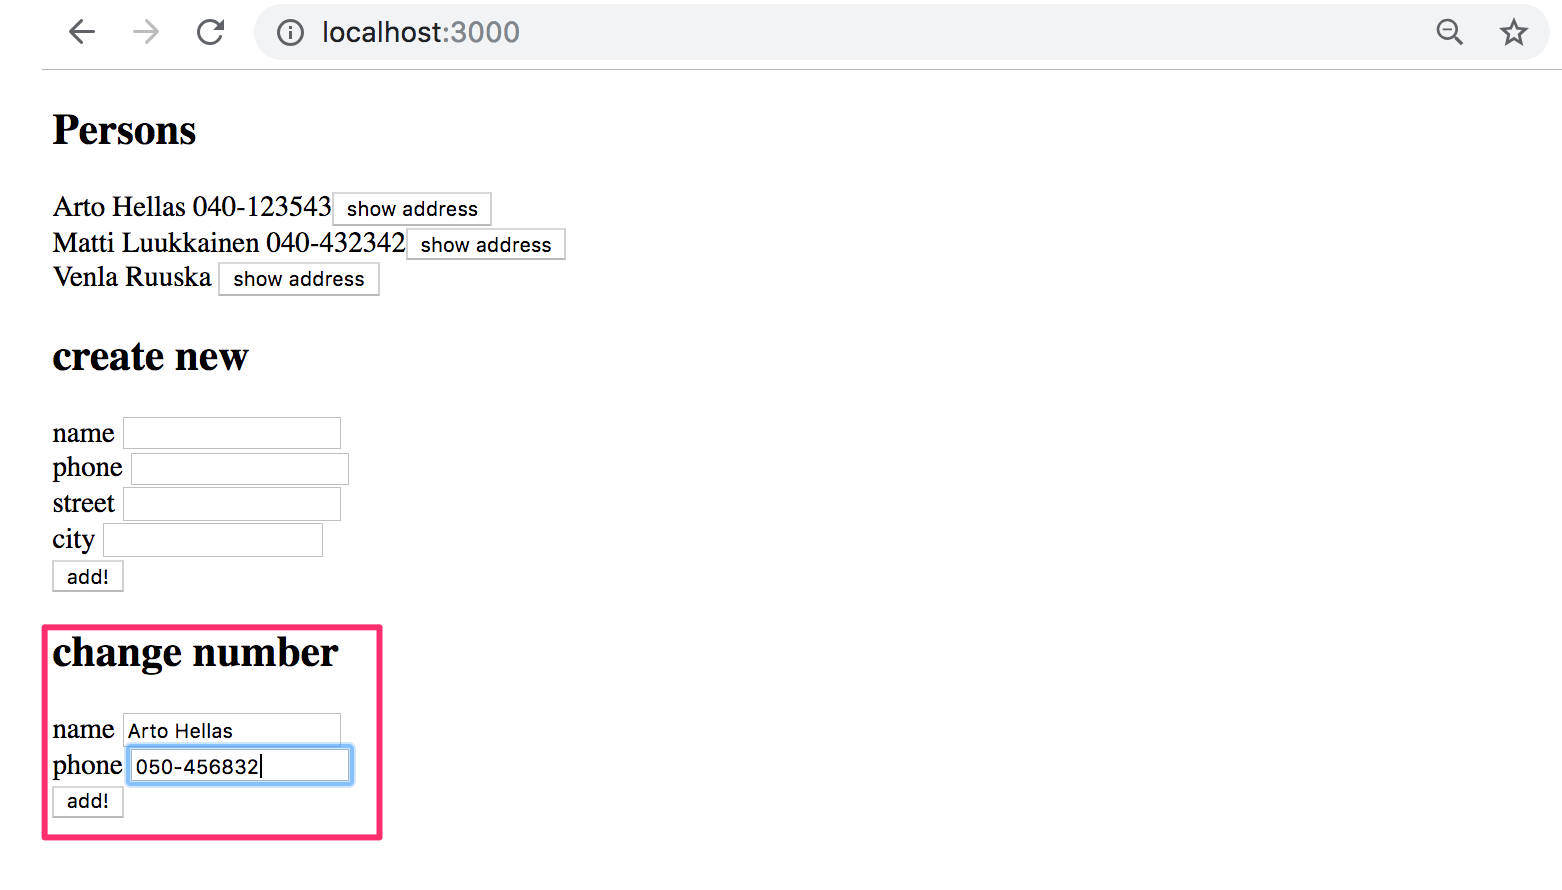 localhost:3000
Persons
Arto Hellas 040-123543 show address
Matti Luukkainen 040-432342 show address
Venla Ruuska show address
create new
name
phone
street
city
add!
change number
name Arto Hellas
phone 050-456832
add!